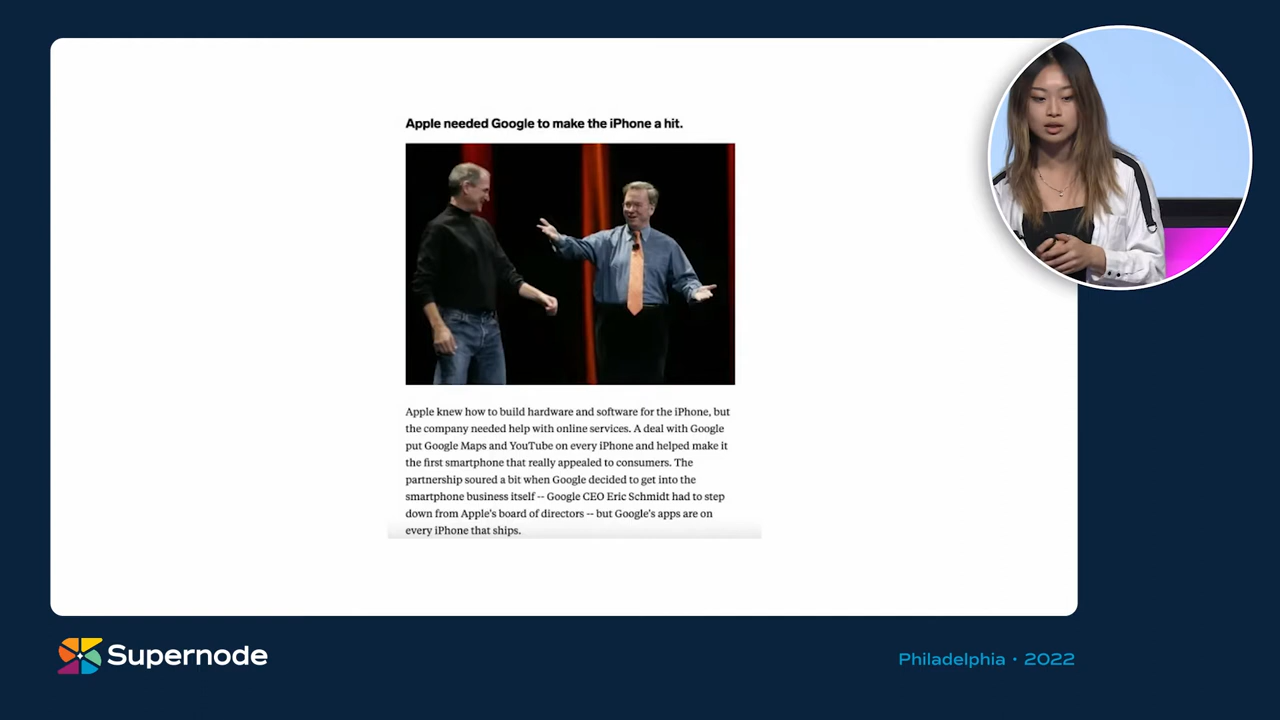 Apple needed Google to make the iPhone a hit.
Apple knew how to build hardware and software for the iPhone, but
the company needed help with online services. A deal with Google
put Google Maps and YouTube on every iPhone and helped make it
the first smartphone that really appealed to consumers. The
partnership soured a bit when Google decided to get into the
smartphone business itself -- Google CEO Eric Schmidt had to step
down from Apple's board of directors -- but Google's apps are on
every iPhone that ships.
Supernode
Philadelphia · 2022